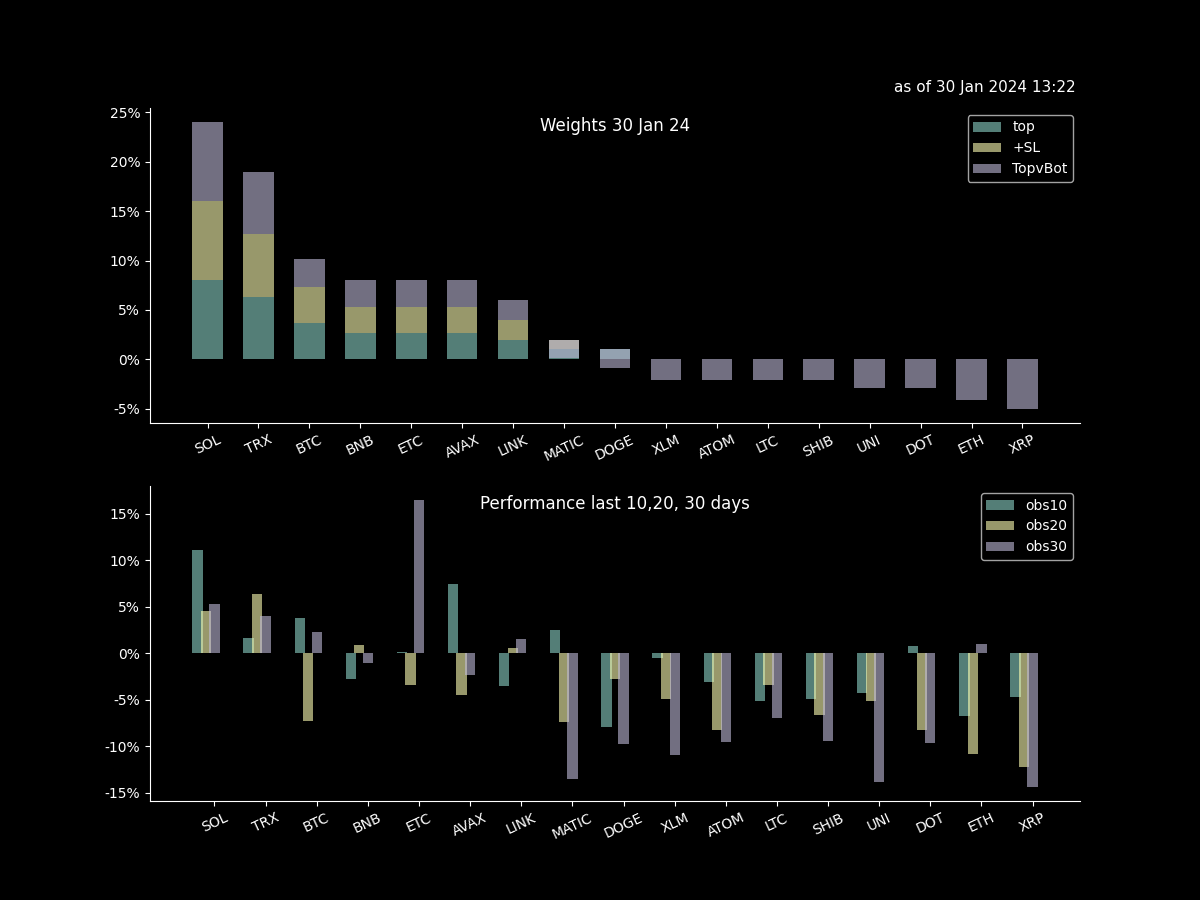 as of 30 Jan 2024 13:22
Weights 30 Jan 24
top
+SL
TopvBot
25%
20%
15%
10%
5%
0%
-5%
SOL TRX BTC BNB ETC AVAX LINK MATIC DOGE XLM ATOM LTC SHIB UNI DOT ETH XRP
Performance last 10,20, 30 days
obs10
obs20
obs30
15%
10%
5%
0%
-5%
-10%
-15%
SOL TRX BTC BNB ETC AVAX LINK MATIC DOGE XLM ATOM LTC SHIB UNI DOT ETH XRP